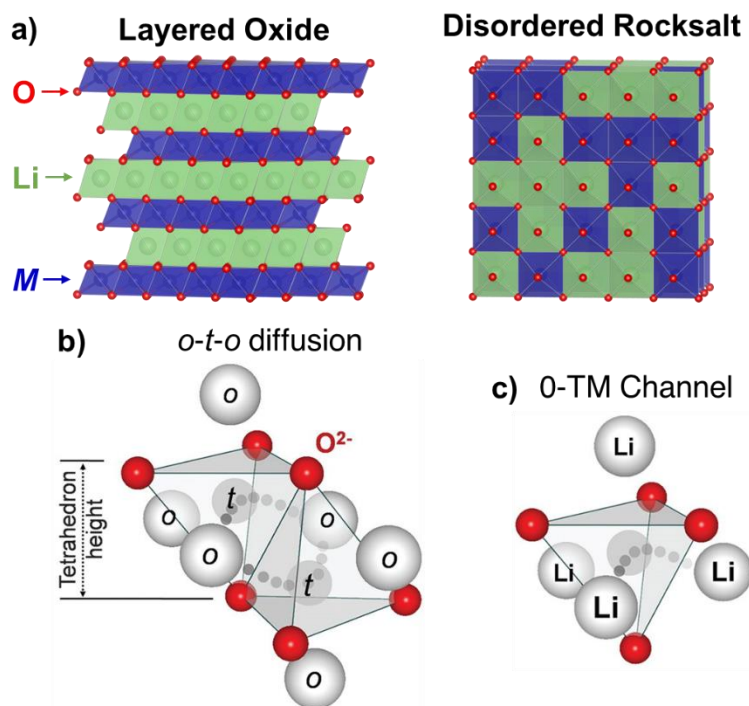 a)
Layered Oxide
Disordered Rocksalt
O
Li
M
b)
o-t-o diffusion
o
O2-
Tetrahedron
height
t
o
o
o
o
t
o
c)
0-TM Channel
Li
Li
Li
Li